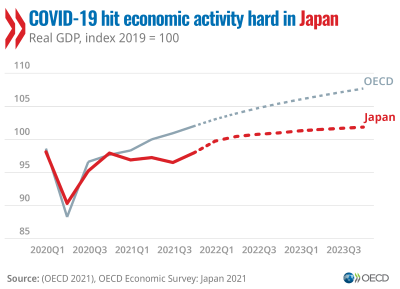 COVID-19 hit economic activity hard in Japan
Real GDP, index 2019 = 100
110
OECD
105
Japan
100
95
90
85
2020Q1 2020Q3 2021Q1 2021Q3 2022Q1 2022Q3 2023Q1 2023Q3
Source: (OECD 2021), OECD Economic Survey: Japan 2021
OECD